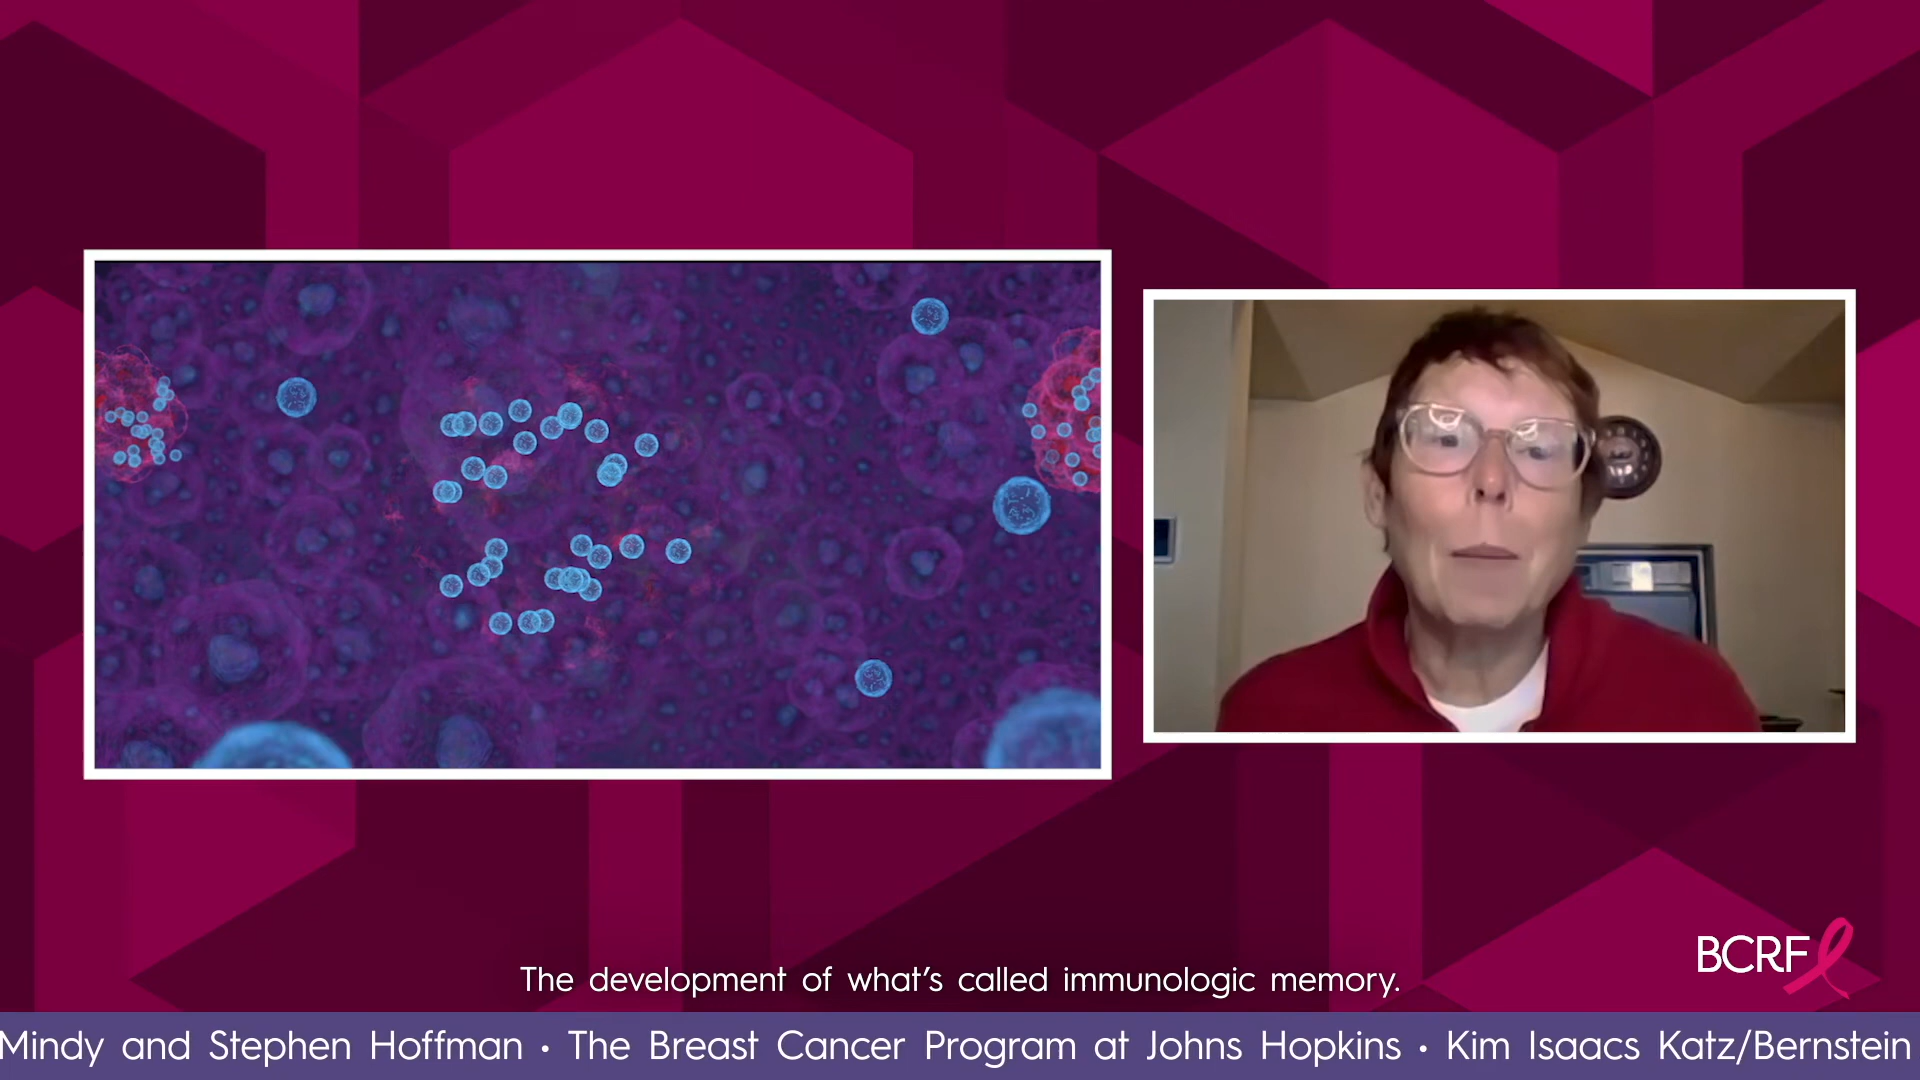 The development of what's called immunologic memory.
BCRF
Mindy and Stephen Hoffman • The Breast Cancer Program at Johns Hopkins • Kim Isaacs Katz/Bernstein